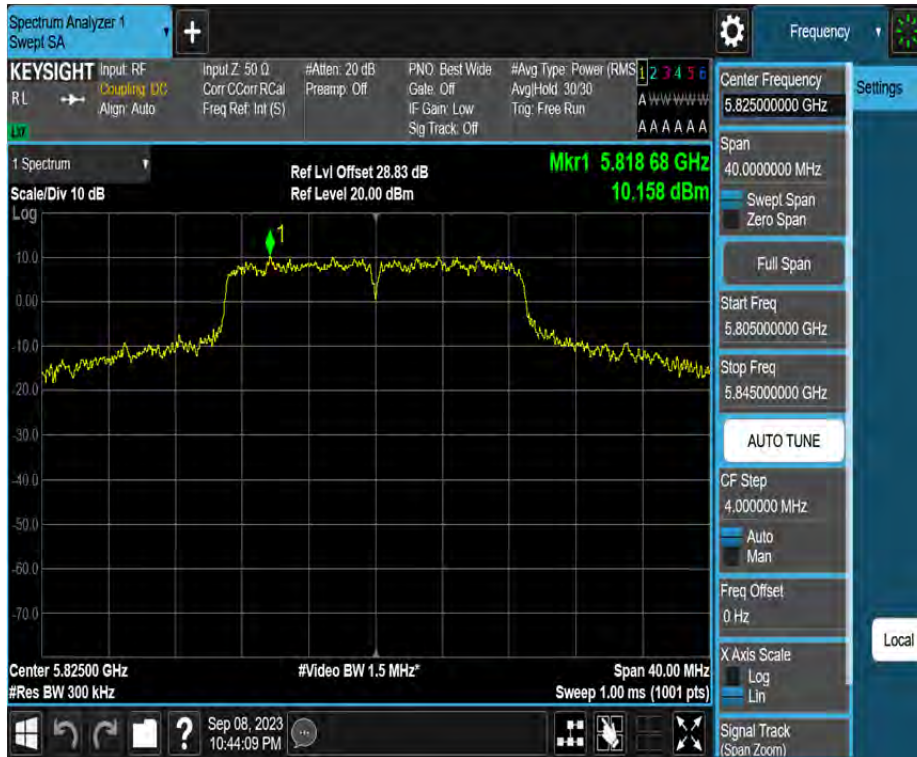 Spectrum Analyzer 1
Swept SA
+
Frequency
KEYSIGHT
RL
Input: RF
Coupling: DC
Align: Auto
Input Z: 50 Ω
Corr CCorr RCal
Freq Ref: Int (S)
#Atten: 20 dB
Preamp: Off
PNO: Best Wide
Gate: Off
IF Gain: Low
Sig Track: Off
#Avg Type: Power (RMS
Avg|Hold: 30/30
Trig: Free Run
1 2 3 4 5 6
A W W W W W
A A A A A A
1 Spectrum
Scale/Div 10 dB
Log
Ref Lvl Offset 28.83 dB
Ref Level 20.00 dBm
Mkr1 5.818 68 GHz
10.158 dBm
1
10.0
0.00
-10.0
-20.0
-30.0
-40.0
-50.0
-60.0
-70.0
Center 5.82500 GHz
#Res BW 300 kHz
#Video BW 1.5 MHz*
Span 40.00 MHz
Sweep 1.00 ms (1001 pts)
Sep 08, 2023
10:44:09 PM
?
Center Frequency
5.825000000 GHz
Span
40.0000000 MHz
Swept Span
Zero Span
Full Span
Start Freq
5.805000000 GHz
Stop Freq
5.845000000 GHz
AUTO TUNE
CF Step
4.000000 MHz
Auto
Man
Freq Offset
0 Hz
X Axis Scale
Log
Lin
Signal Track
(Span Zoom)
Settings
Local